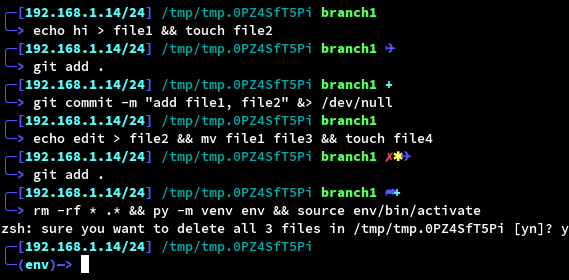 ╭─[192.168.1.14/24] /tmp/tmp.0PZ4SfT5Pi branch1
╰─> echo hi > file1 && touch file2
╭─[192.168.1.14/24] /tmp/tmp.0PZ4SfT5Pi branch1 ✈
╰─> git add .
╭─[192.168.1.14/24] /tmp/tmp.0PZ4SfT5Pi branch1 +
╰─> git commit -m "add file1, file2" &> /dev/null
╭─[192.168.1.14/24] /tmp/tmp.0PZ4SfT5Pi branch1
╰─> echo edit > file2 && mv file1 file3 && touch file4
╭─[192.168.1.14/24] /tmp/tmp.0PZ4SfT5Pi branch1 ✗✱✈
╰─> git add .
╭─[192.168.1.14/24] /tmp/tmp.0PZ4SfT5Pi branch1 ➦+
╰─> rm -rf * .* && py -m venv env && source env/bin/activate
zsh: sure you want to delete all 3 files in /tmp/tmp.0PZ4SfT5Pi [yn]? y
╭─[192.168.1.14/24] /tmp/tmp.0PZ4SfT5Pi
╰─(env)─>